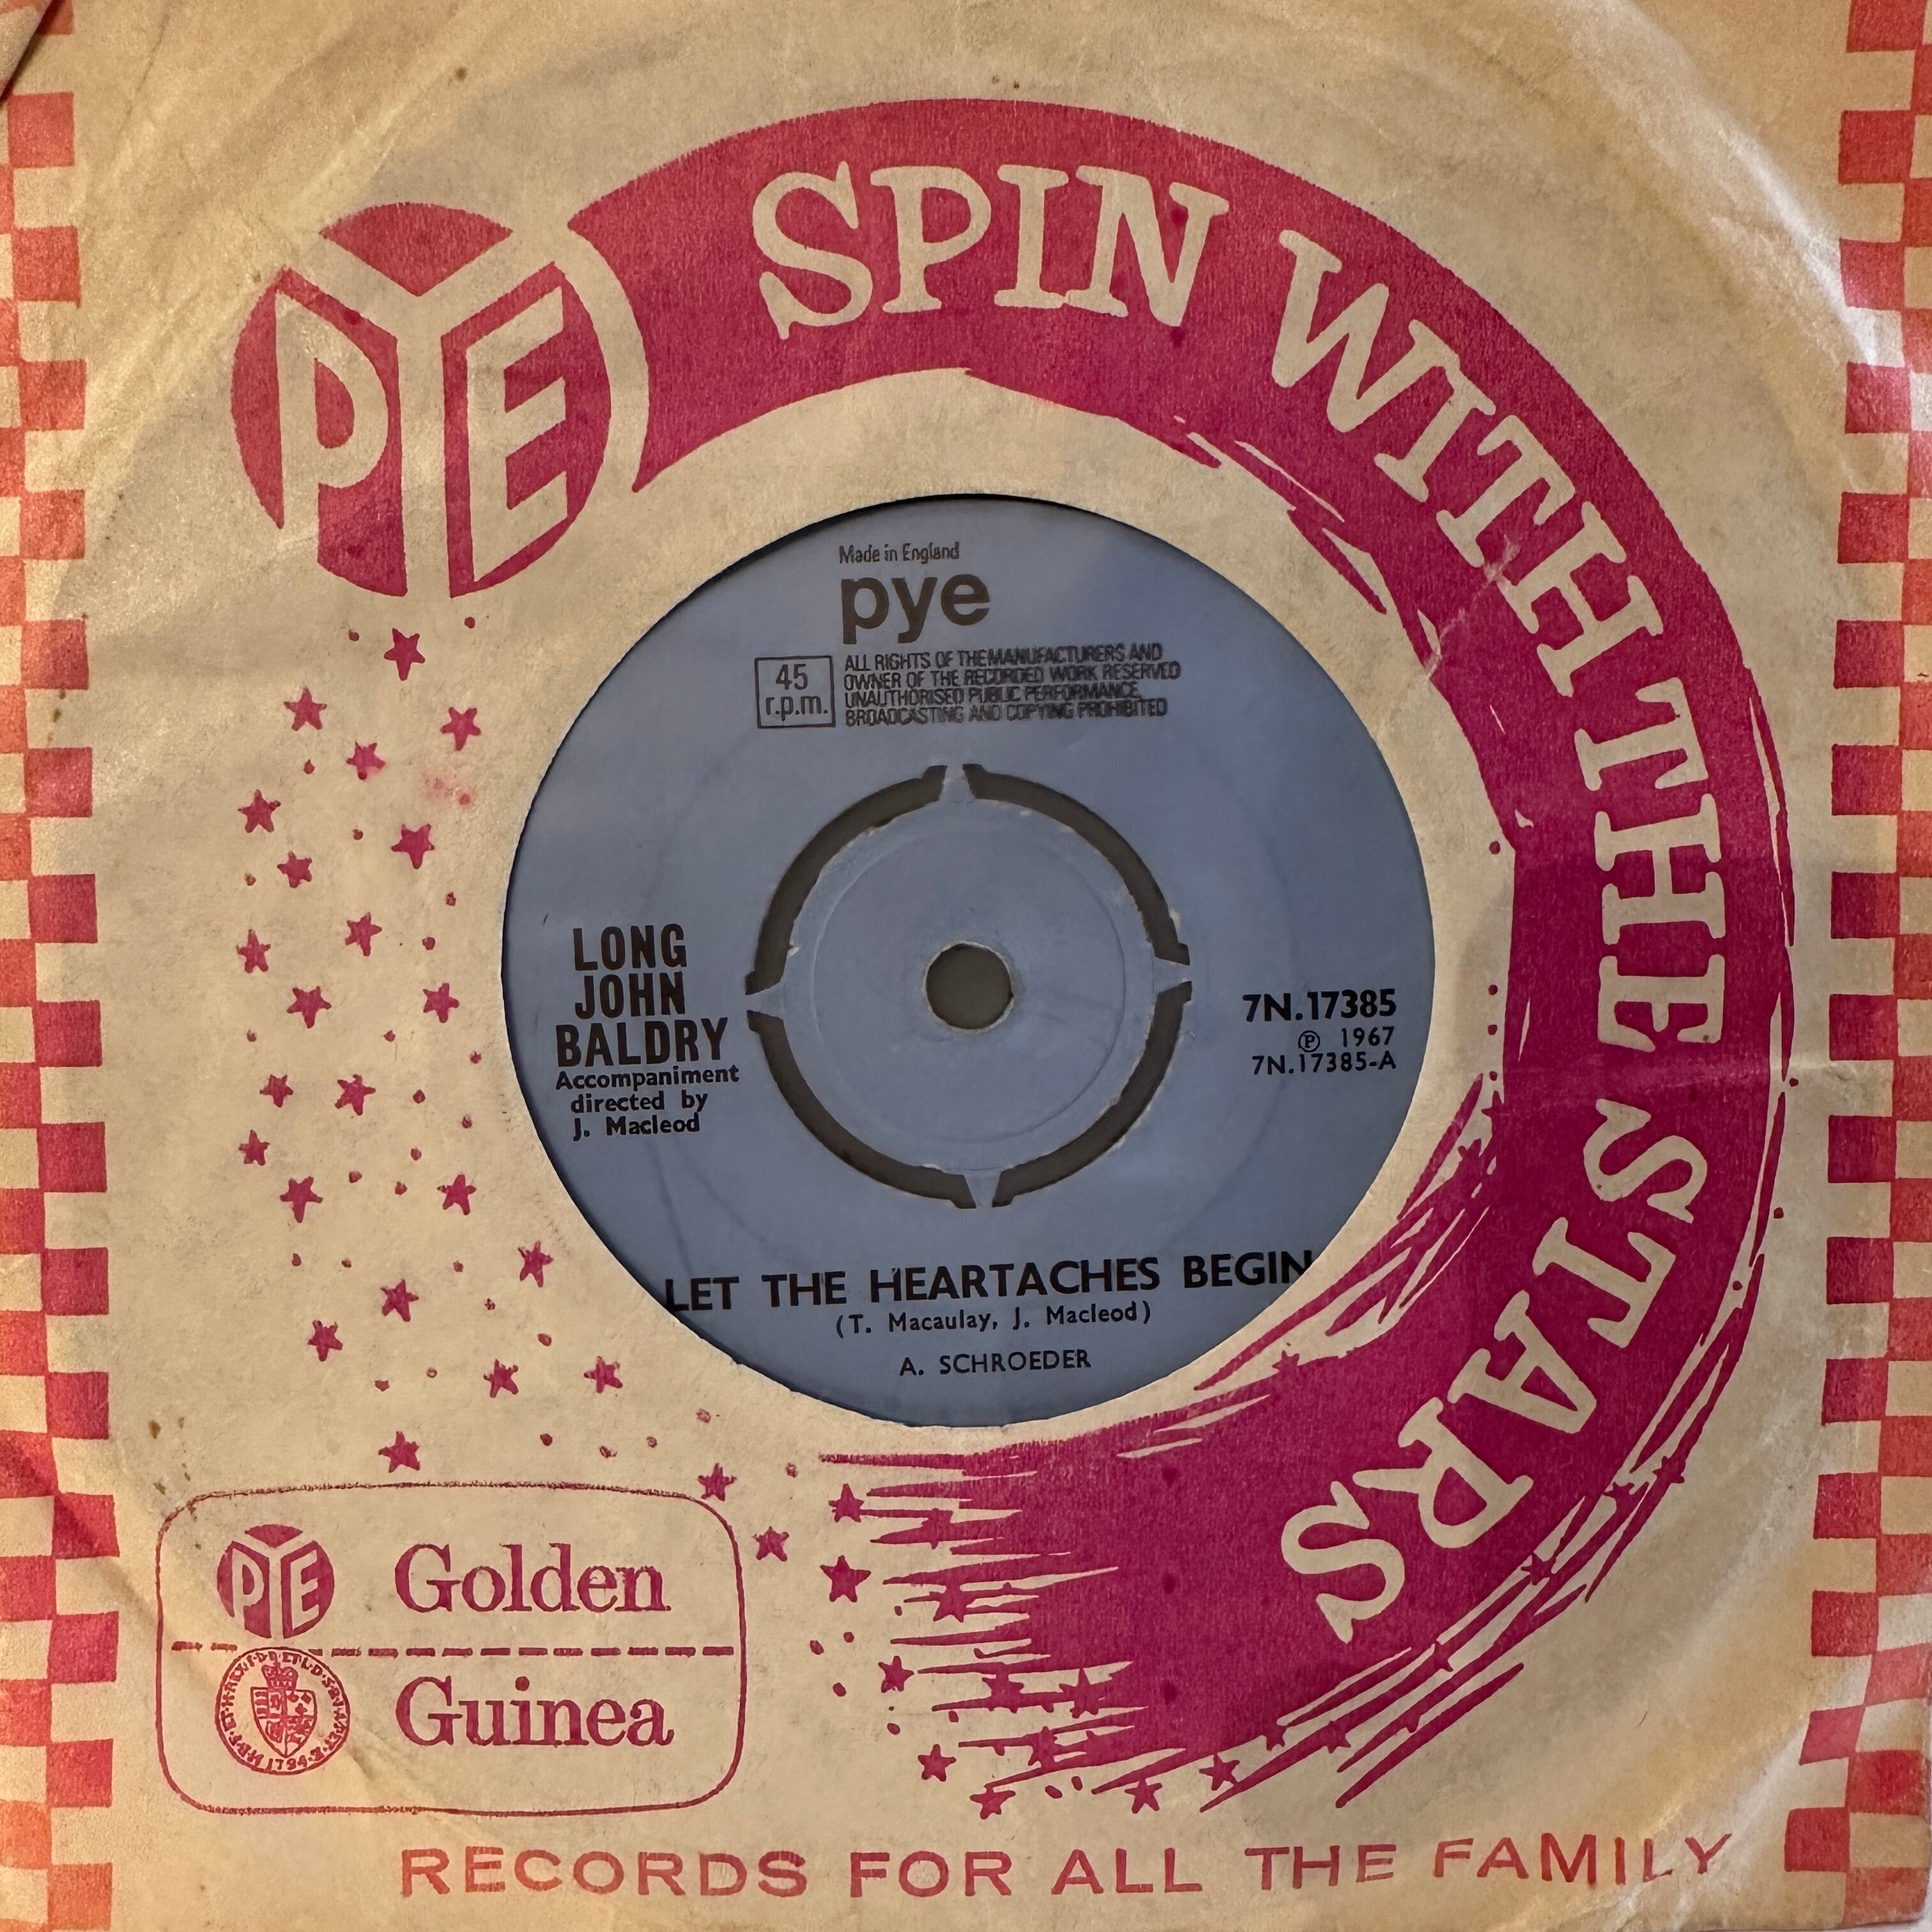 PYE
SPIN WITH THE STARS
Made in England
pye
45
r.p.m.
ALL RIGHTS OF THE MANUFACTURERS AND
OWNER OF THE RECORDED WORK RESERVED
UNAUTHORISED PUBLIC PERFORMANCE,
BROADCASTING AND COPYING PROHIBITED
LONG
JOHN
BALDRY
Accompaniment
directed by
J. Macleod
7N.17385
℗ 1967
7N.17385-A
LET THE HEARTACHES BEGIN
(T. Macaulay, J. Macleod)
A. SCHROEDER
PYE
Golden
Guinea
RECORDS FOR ALL THE FAMILY